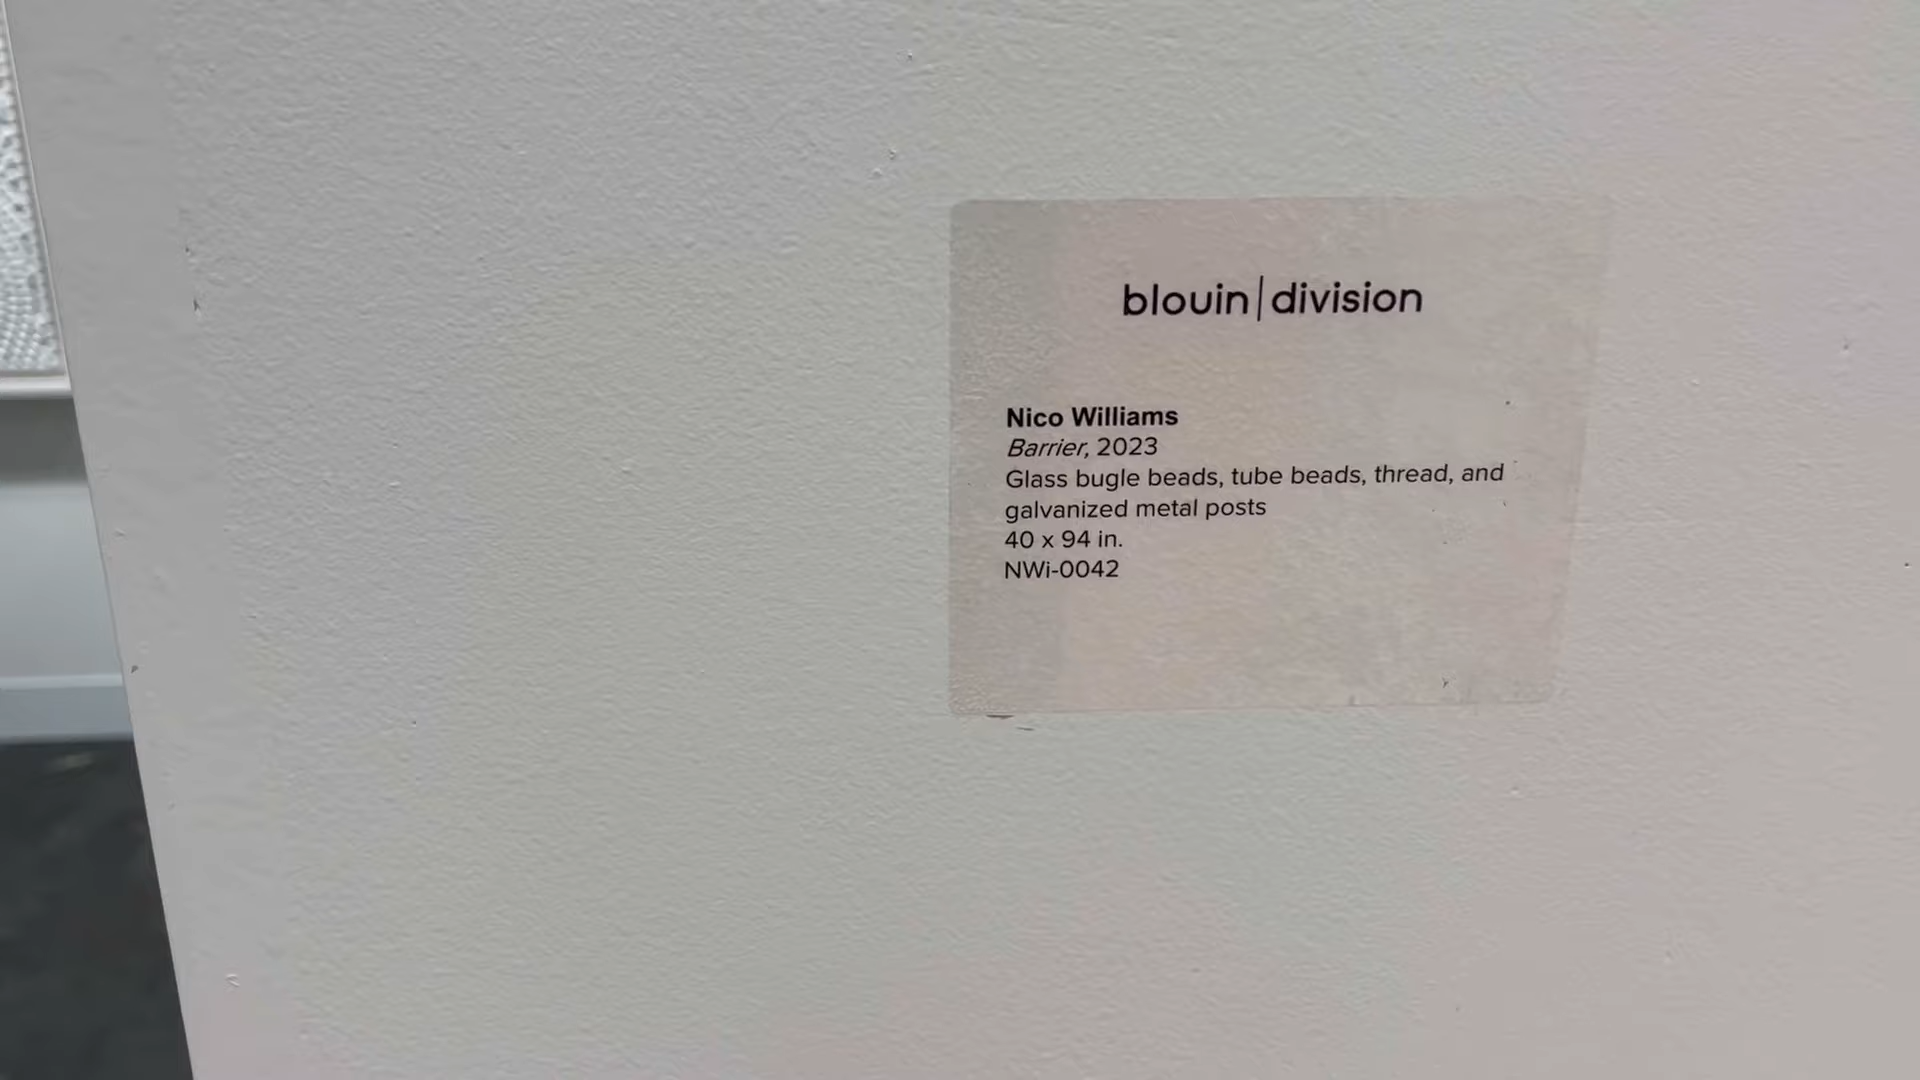 blouin|division
Nico Williams
Barrier, 2023
Glass bugle beads, tube beads, thread, and
galvanized metal posts
40 x 94 in.
NWi-0042